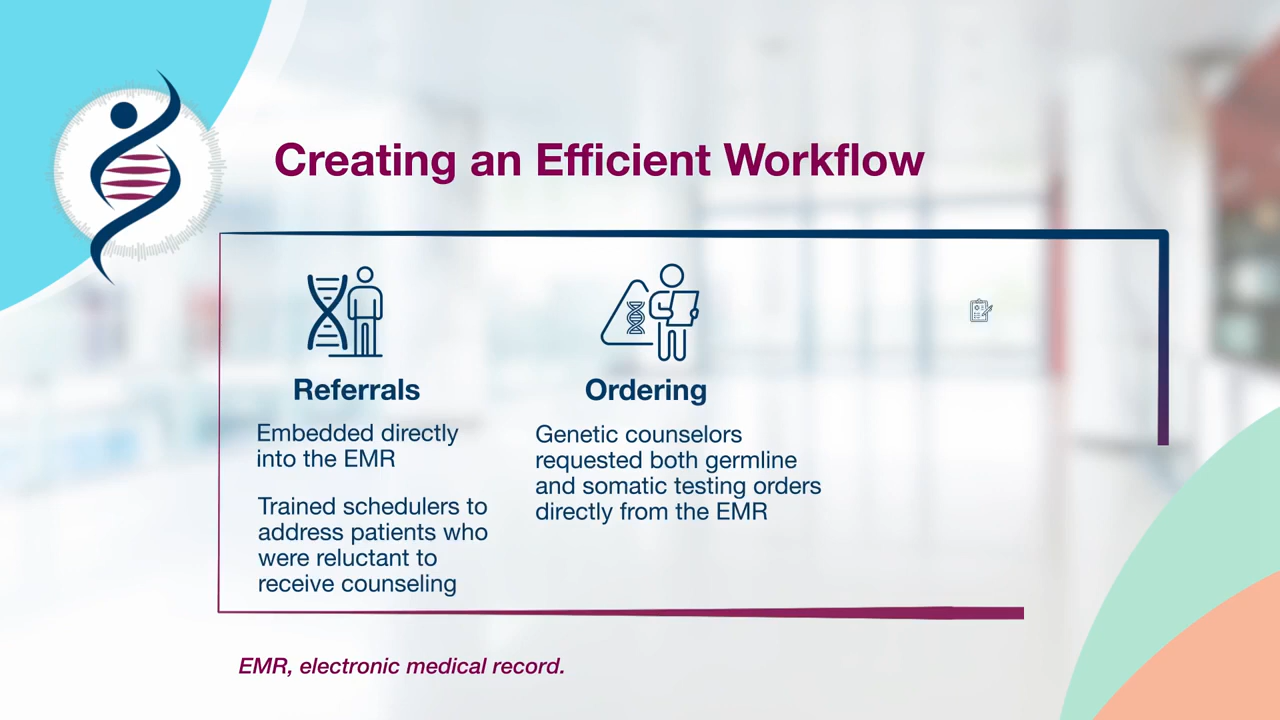 Creating an Efficient Workflow
Referrals
Embedded directly
into the EMR
Trained schedulers to
address patients who
were reluctant to
receive counseling
Ordering
Genetic counselors
requested both germline
and somatic testing orders
directly from the EMR
EMR, electronic medical record.